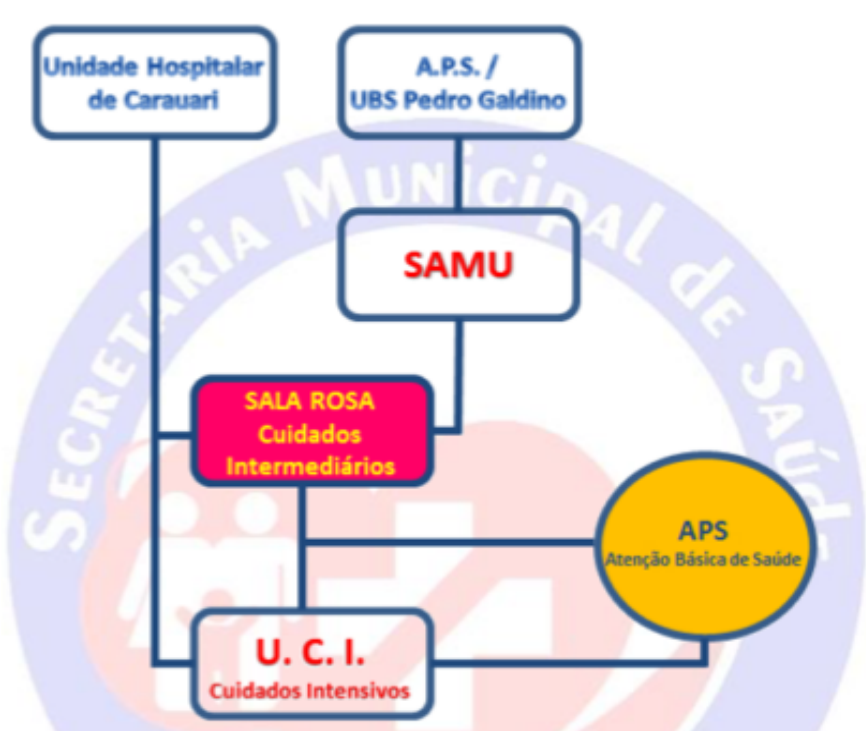 Unidade Hospitalar
de Carauari
A.P.S. /
UBS Pedro Galdino
SECRETARIA MUNICIPAL DE SAÚDE
SAMU
SALA ROSA
Cuidados
Intermediários
APS
Atenção Básica de Saúde
U. C. I.
Cuidados Intensivos